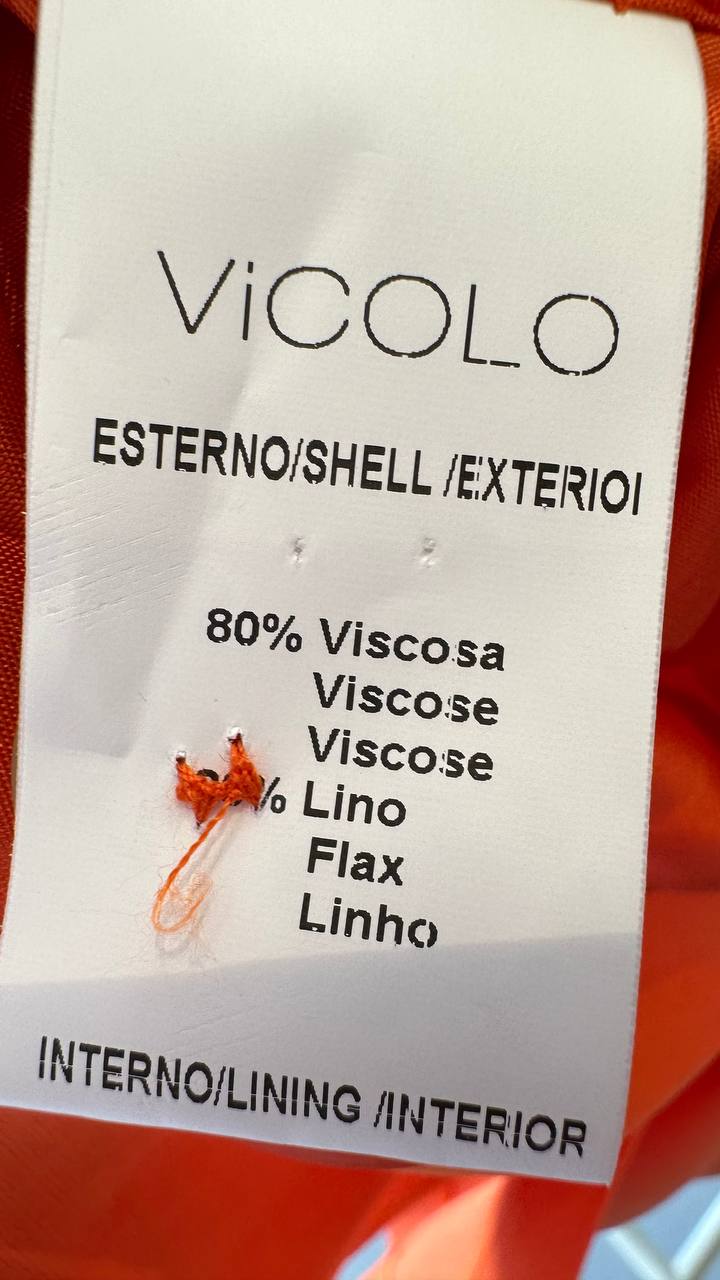 ViCOLO
ESTERNO/SHELL /EXTERIOI
80% Viscosa
Viscose
Viscose
% Lino
Flax
Linho
INTERNO/LINING /INTERIOR